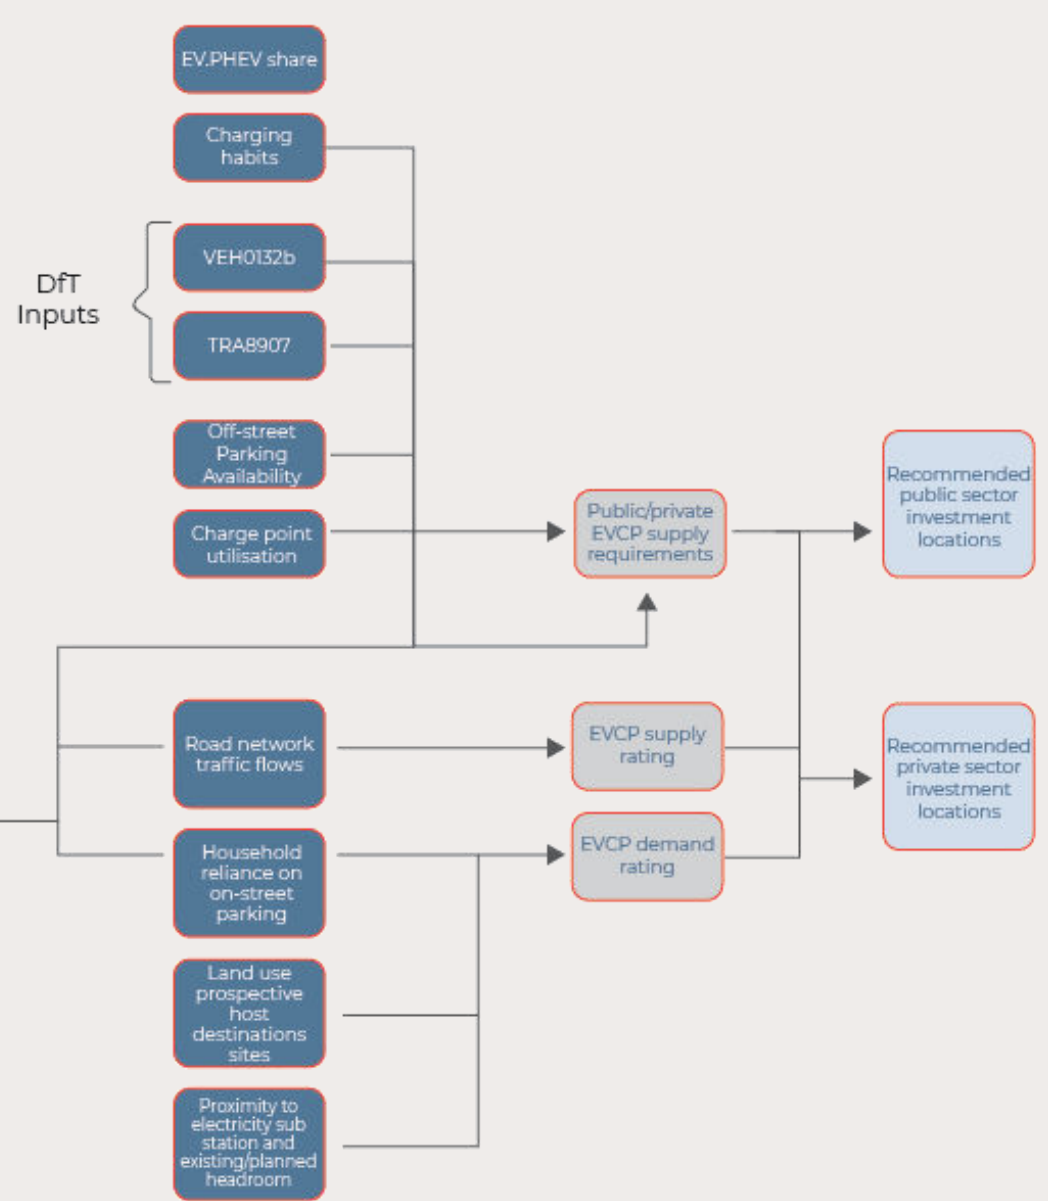 EV.PHEV share
Charging
habits
DfT
Inputs
VEH0132b
TRA8907
Off-street
Parking
Availability
Charge point
utilisation
Public/private
EVCP supply
requirements
Recommended
public sector
investment
locations
Road network
traffic flows
EVCP supply
rating
Recommended
private sector
investment
locations
Household
reliance on
on-street
parking
EVCP demand
rating
Land use
prospective
host
destinations
sites
Proximity to
electricity sub
station and
existing/planned
headroom